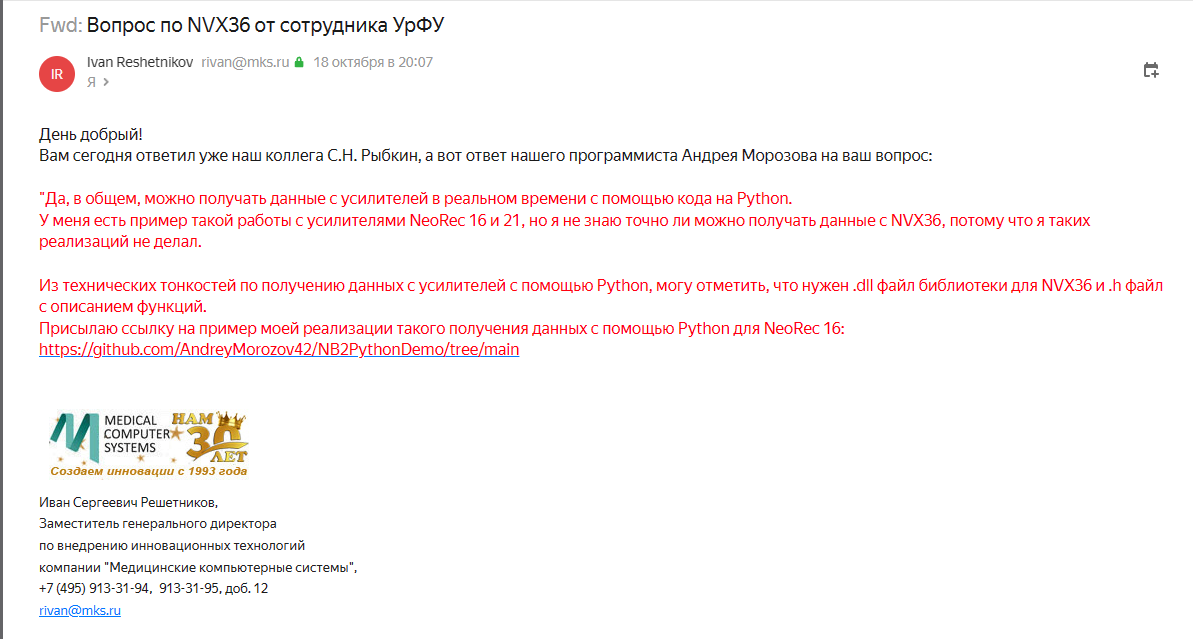 Fwd: Вопрос по NVX36 от сотрудника УрФУ
IR
Ivan Reshetnikov rivan@mks.ru 18 октября в 20:07
Я >
День добрый!
Вам сегодня ответил уже наш коллега С.Н. Рыбкин, а вот ответ нашего программиста Андрея Морозова на ваш вопрос:
"Да, в общем, можно получать данные с усилителей в реальном времени с помощью кода на Python.
У меня есть пример такой работы с усилителями NeoRec 16 и 21, но я не знаю точно ли можно получать данные с NVX36, потому что я таких
реализаций не делал.
Из технических тонкостей по получению данных с усилителей с помощью Python, могу отметить, что нужен .dll файл библиотеки для NVX36 и .h файл
с описанием функций.
Присылаю ссылку на пример моей реализации такого получения данных с помощью Python для NeoRec 16:
https://github.com/AndreyMorozov42/NB2PythonDemo/tree/main
MEDICAL
COMPUTER
SYSTEMS
НАМ
30
ЛЕТ
Создаем инновации с 1993 года
Иван Сергеевич Решетников,
Заместитель генерального директора
по внедрению инновационных технологий
компании "Медицинские компьютерные системы",
+7 (495) 913-31-94, 913-31-95, доб. 12
rivan@mks.ru